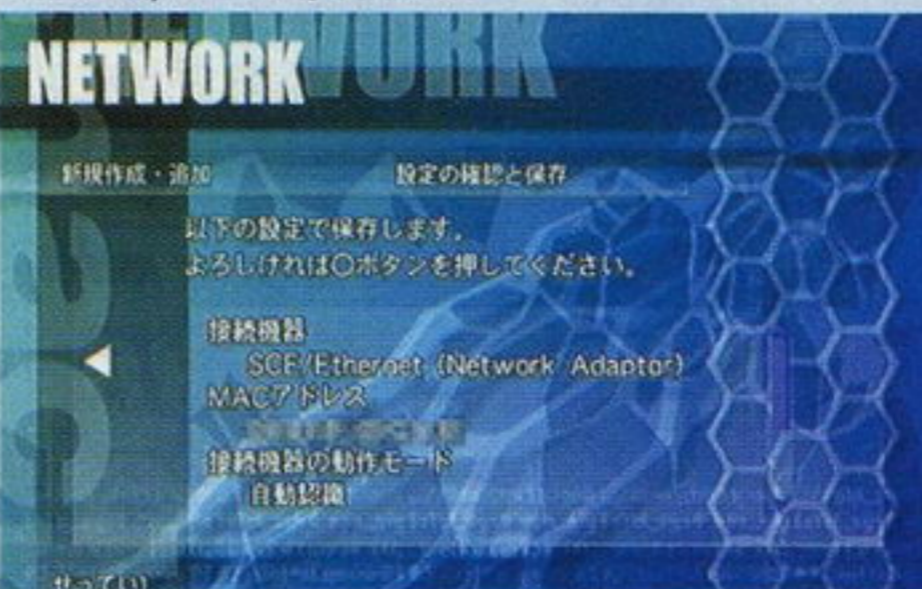 NETWORK
新規作成・追加
設定の確認と保存
以下の設定で保存します。
よろしければ○ボタンを押してください。
接続機器
SCE/Ethernet (Network Adaptor)
MACアドレス
接続機器の動作モード
自動認識